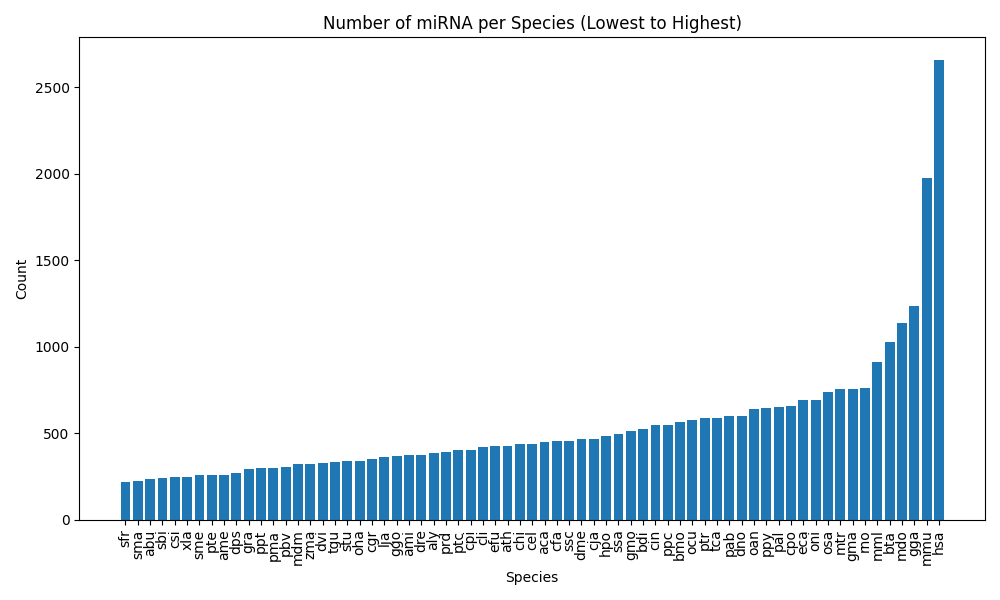 Number of miRNA per Species (Lowest to Highest)
2500
2000
1500
1000
500
0
Count
sfr sma abu sbi csi xla sme pte ame dps gra ppt pma pbv mdm zma dvi tgu stu oha cgr lja ggo ami dre aly prd ptc cpi cli efu ath chi cel aca cfa ssc dme cja hpo ssa gmo bdi cin ppc bmo ocu ptr tca pab dno oan ppy pal cpo eca oni osa mtr gma rno mml bta mdo gga mmu hsa
Species